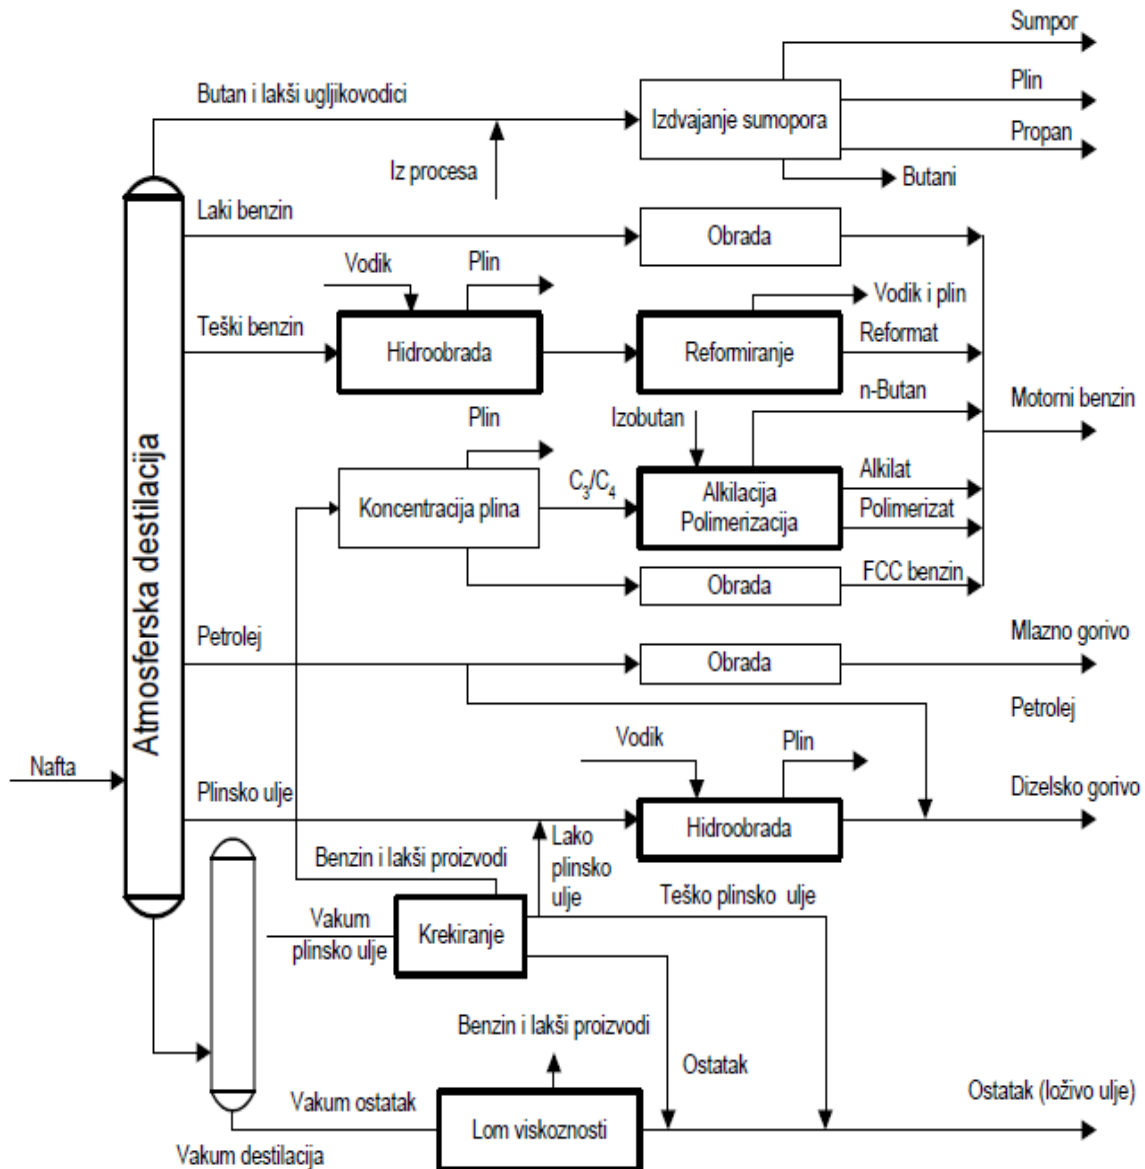 Sumpor
Butan i lakši ugljikovodici
Plin
Izdvajanje sumopora
Propan
Iz procesa
Butani
Laki benzin
Obrada
Vodik
Plin
Vodik i plin
Teški benzin
Hidroobrada
Reformiranje
Reformat
n-Butan
Plin
Izobutan
Motorni benzin
Atmosferska destilacija
Koncentracija plina
C₃/C₄
Alkilacija
Polimerizacija
Alkilat
Polimerizat
Obrada
FCC benzin
Petrolej
Obrada
Mlazno gorivo
Petrolej
Vodik
Plin
Nafta
Plinsko ulje
Hidroobrada
Dizelsko gorivo
Lako
plinsko
ulje
Benzin i lakši proizvodi
Teško plinsko ulje
Vakum
plinsko ulje
Krekiranje
Benzin i lakši proizvodi
Ostatak
Ostatak (loživo ulje)
Vakum ostatak
Lom viskoznosti
Vakum destilacija